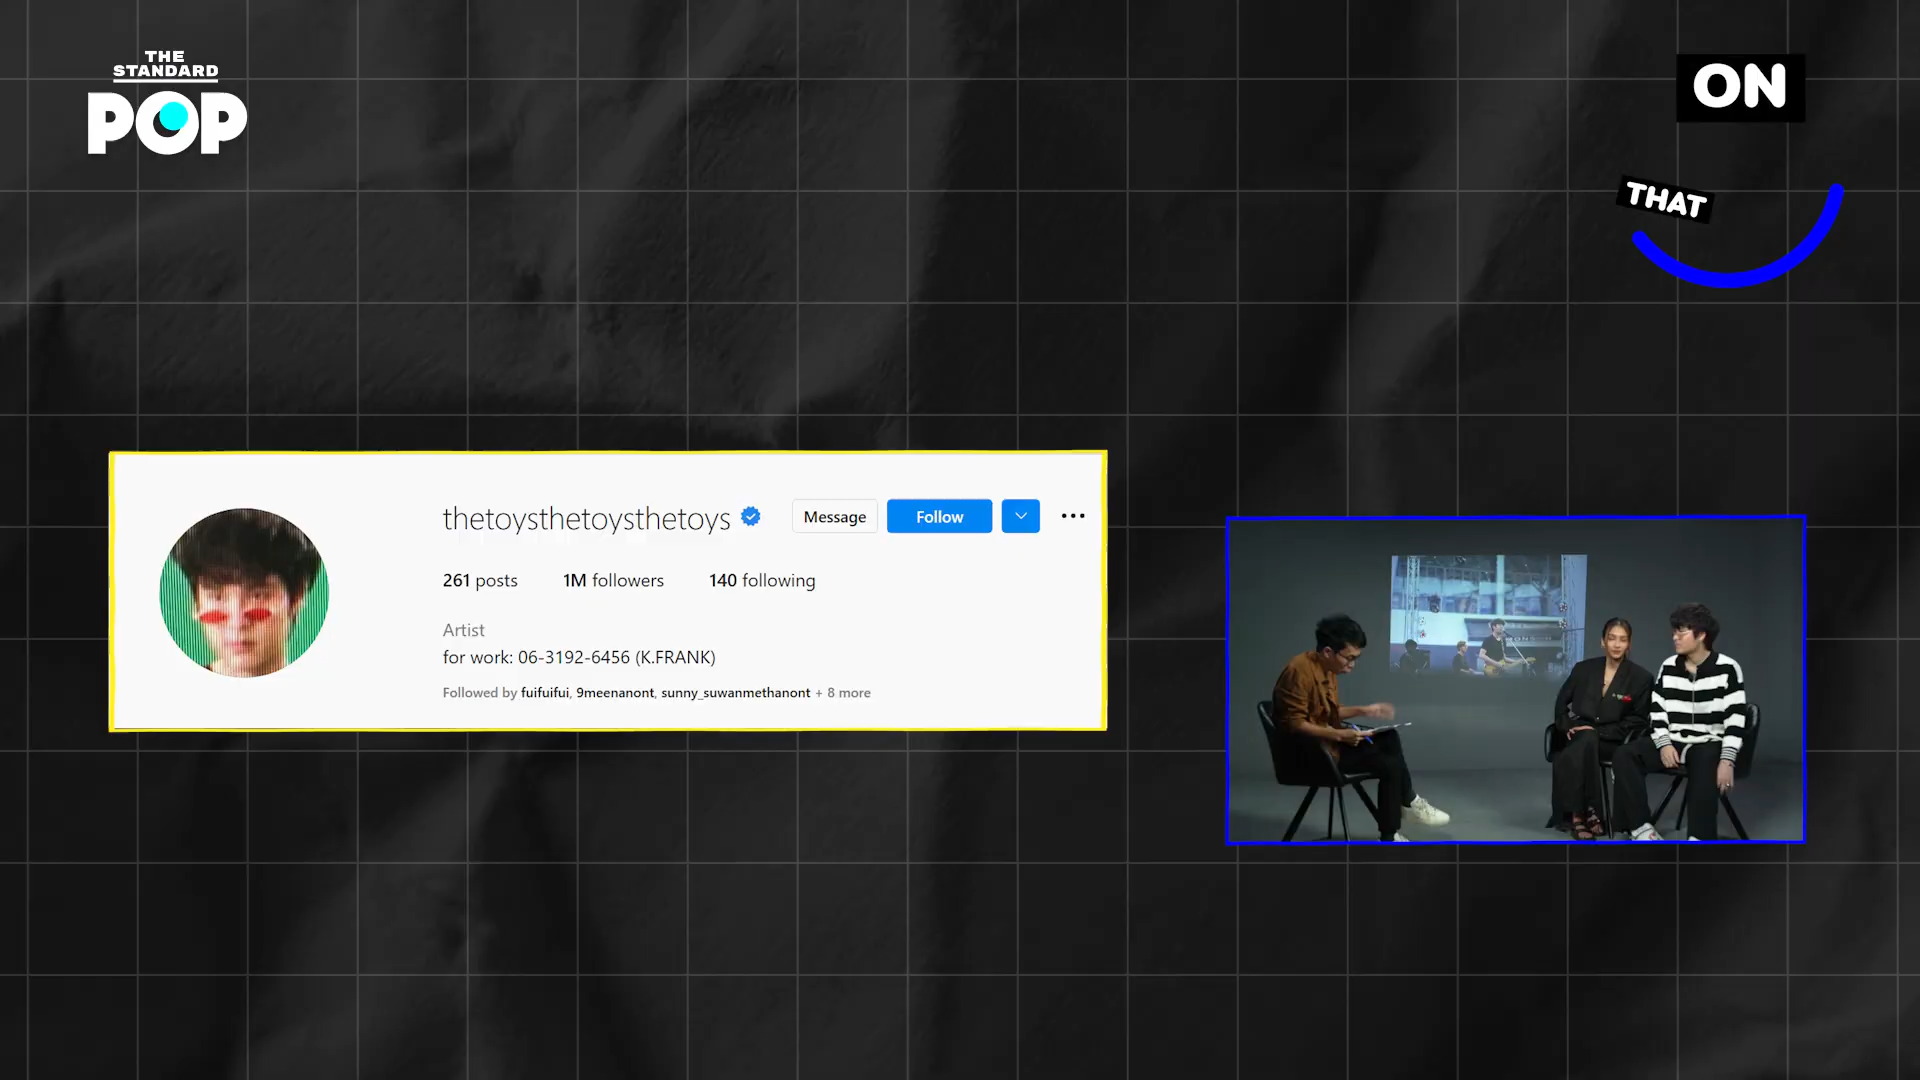 THE
STANDARD
POP
ON
THAT
thetoysthetoysthetoys
Message
Follow
261 posts
1M followers
140 following
Artist
for work: 06-3192-6456 (K.FRANK)
Followed by fuifuifui, 9meenanont, sunny_suwanmethanont + 8 more